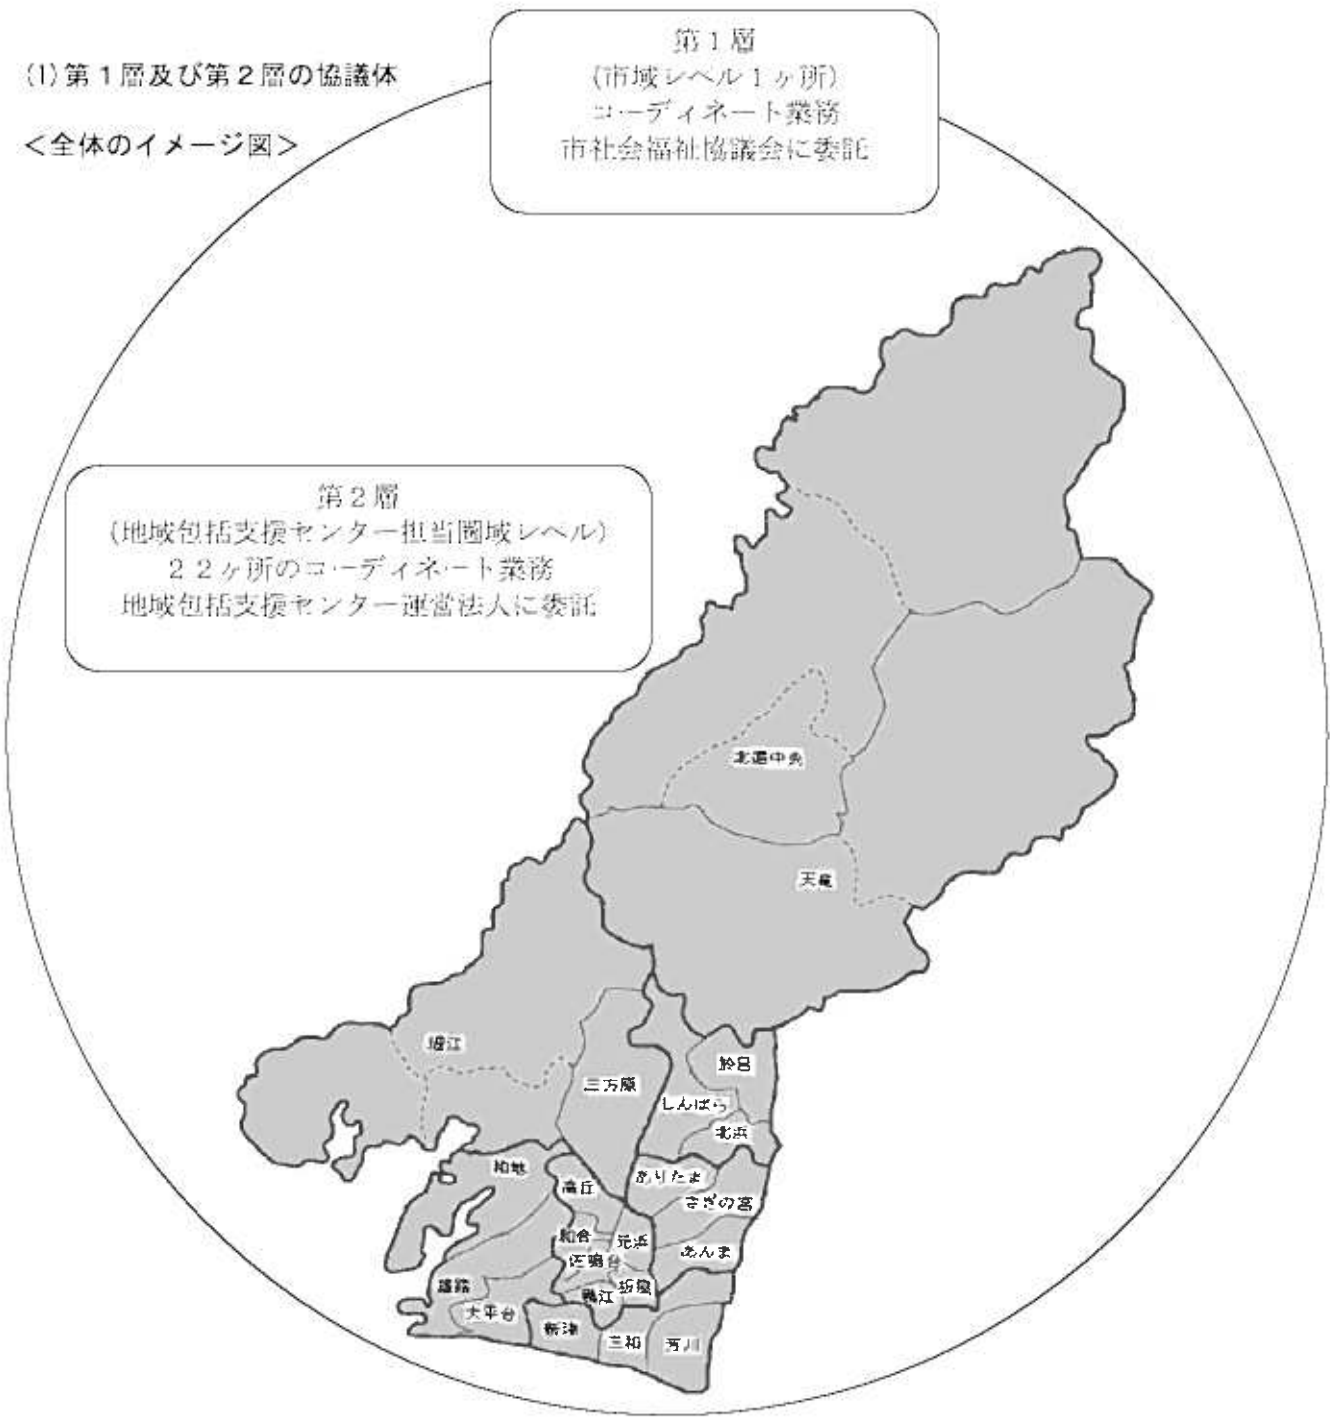 (1)第1層及び第2層の協議体
<全体のイメージ図>
第1層
(市域レベル1ヶ所)
コーディネート業務
市社会福祉協議会に委託
第2層
(地域包括支援センター担当圏域レベル)
22ヶ所のコーディネート業務
地域包括支援センター運営法人に委託
北遠中央
天竜
細江
三方原
於呂
しんぱら
北浜
和地
高丘
ありたま
さぎの宮
和合
元浜
佐鳴台
あんま
雄踏
鴨江
板屋
大平台
新津
三和
芳川